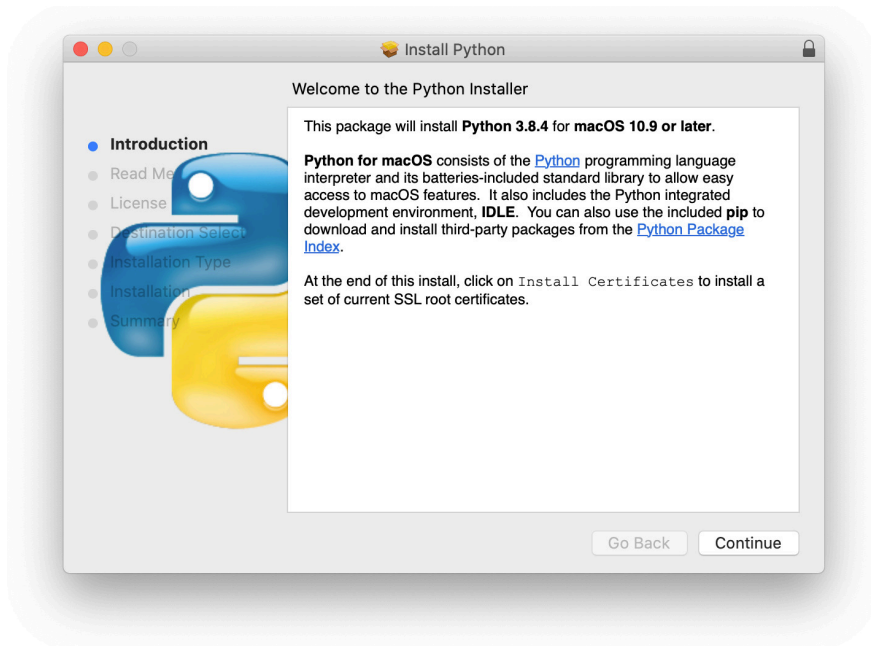 Install Python
Welcome to the Python Installer
Introduction
Read Me
License
Destination Select
Installation Type
Installation
Summary
This package will install Python 3.8.4 for macOS 10.9 or later.
Python for macOS consists of the Python programming language
interpreter and its batteries-included standard library to allow easy
access to macOS features.  It also includes the Python integrated
development environment, IDLE.  You can also use the included pip to
download and install third-party packages from the Python Package
Index.
At the end of this install, click on Install Certificates to install a
set of current SSL root certificates.
Go Back
Continue